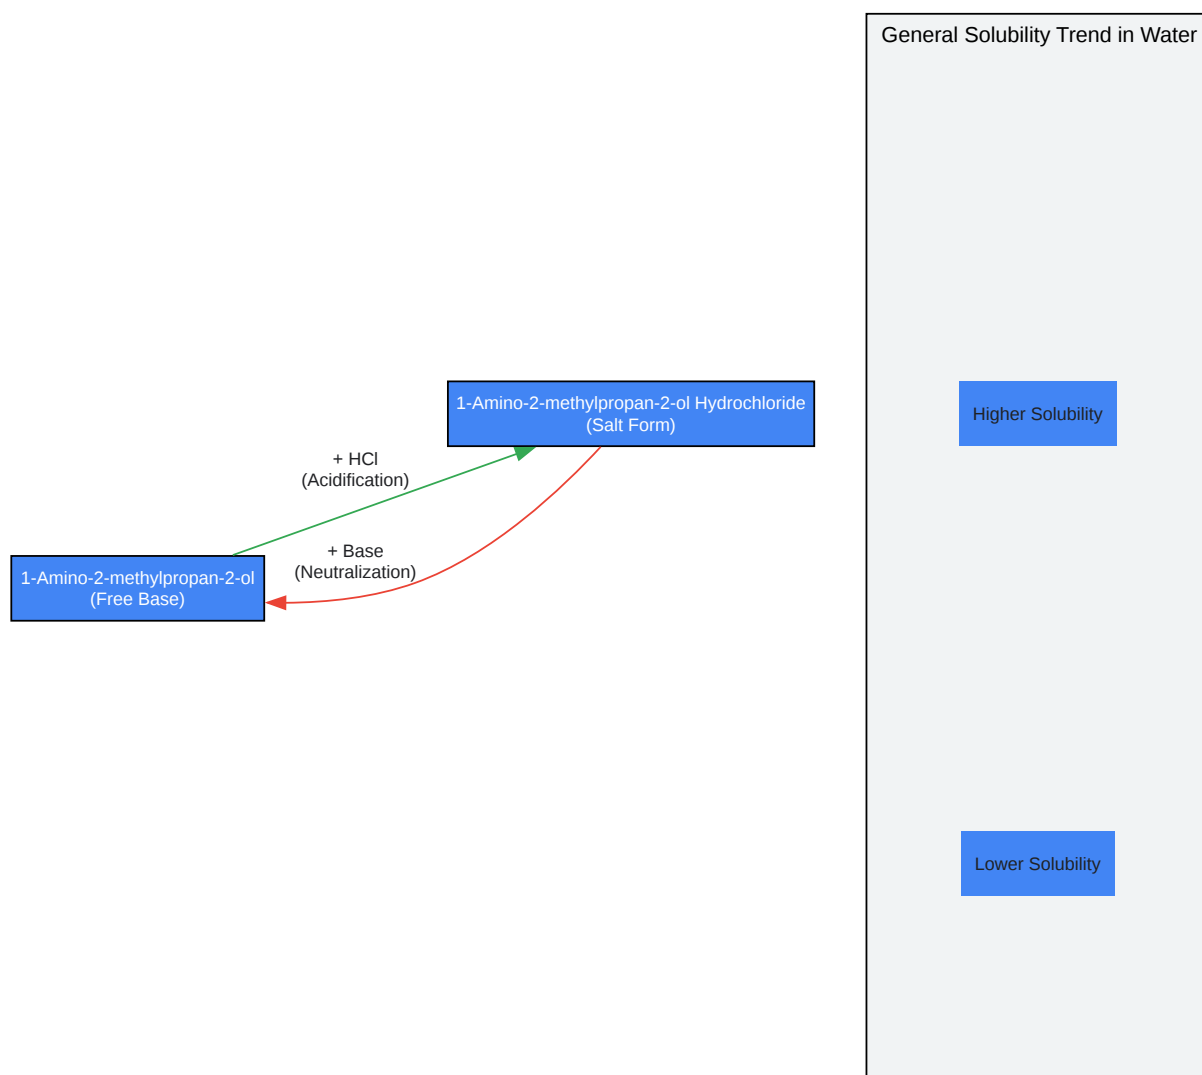 General Solubility Trend in Water
1-Amino-2-methylpropan-2-ol Hydrochloride
(Salt Form)
Higher Solubility
+ HCl
(Acidification)
+ Base
(Neutralization)
1-Amino-2-methylpropan-2-ol
(Free Base)
Lower Solubility